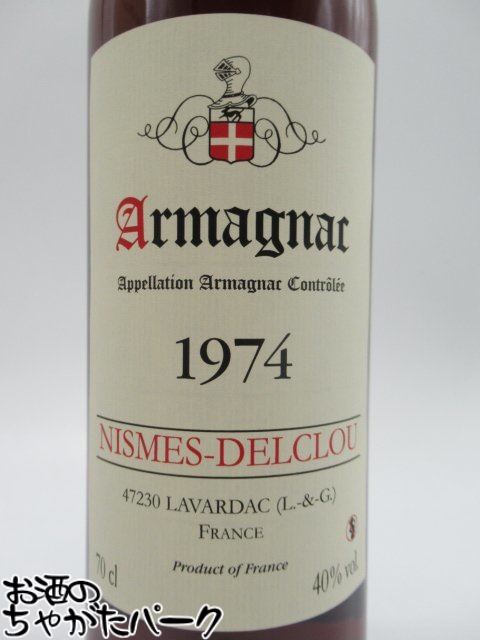 Armagnac
Appellation Armagnac Contrôlée
1974
NISMES-DELCLOU
47230 LAVARDAC (L.-&-G.)
FRANCE
70 cl
Product of France
40% vol
お酒の
ちゃがたパーク